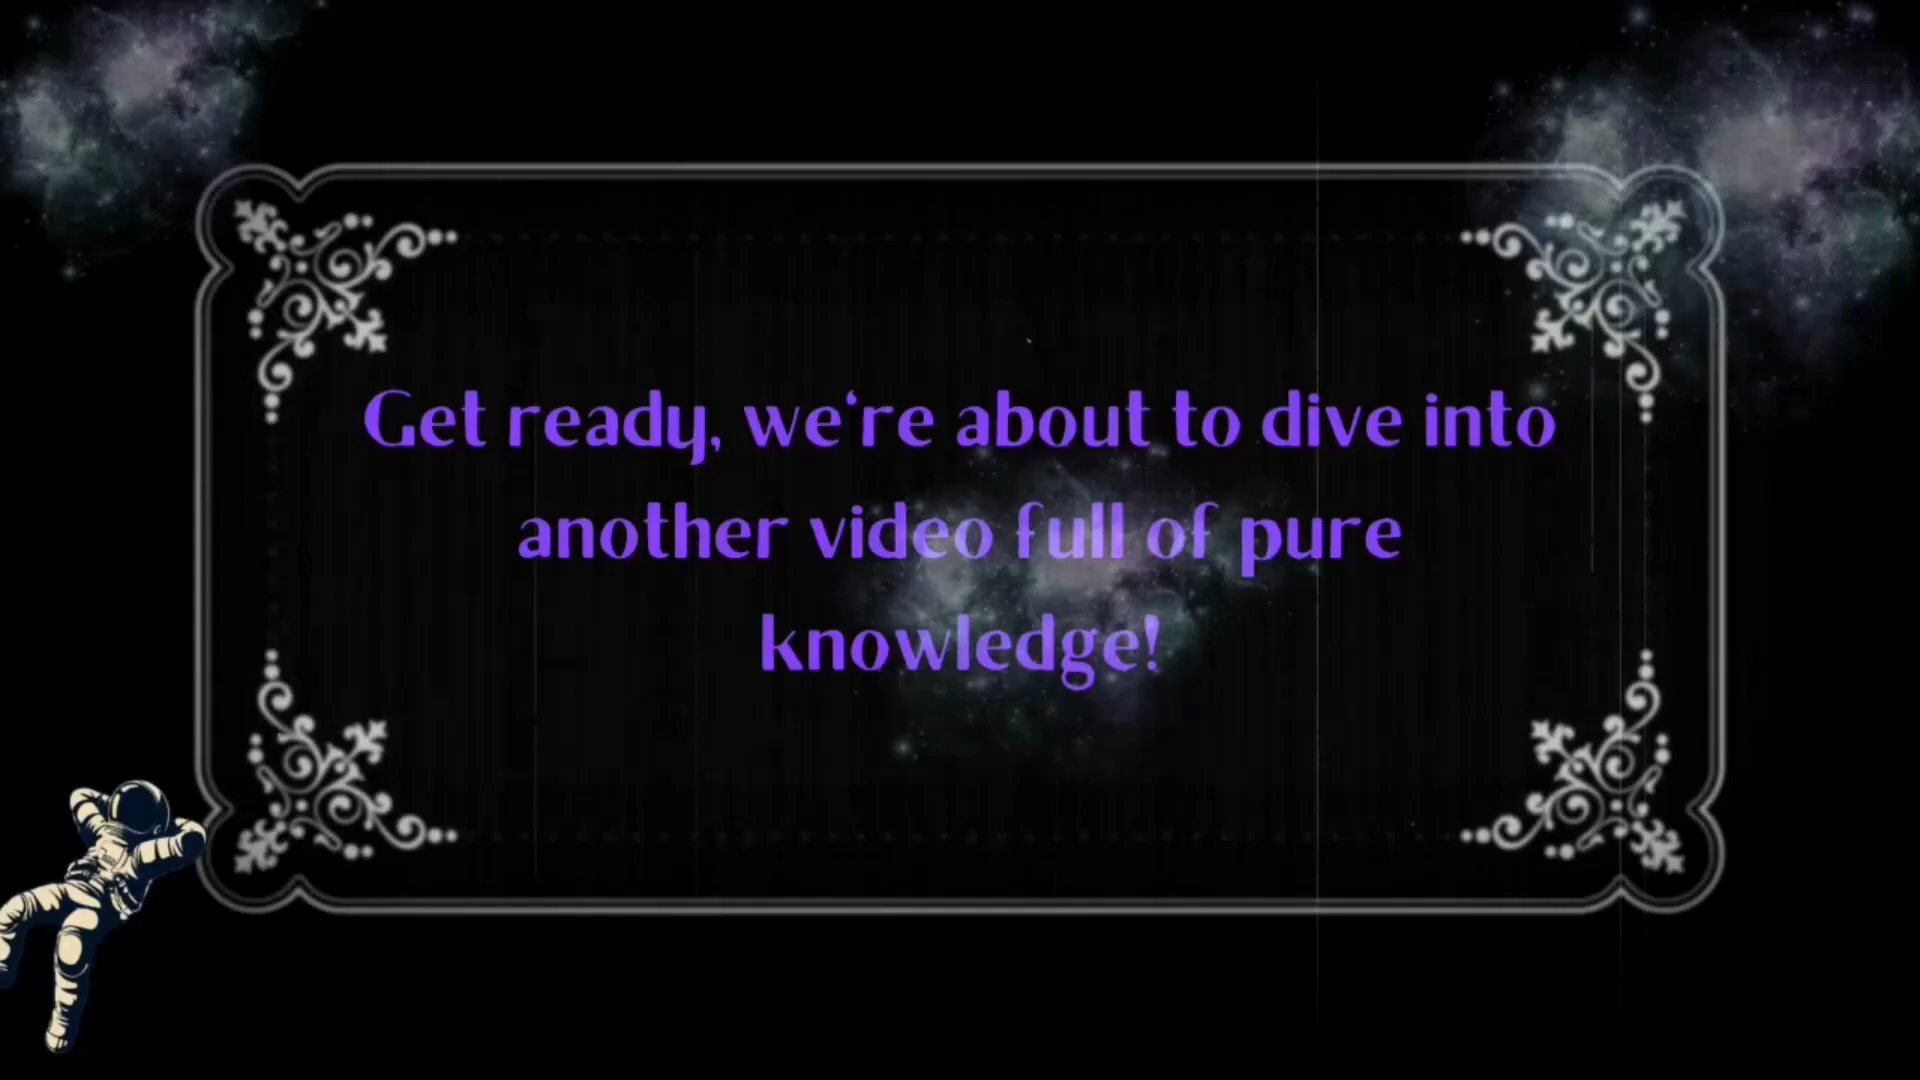 Get ready, we‘re about to dive into
another video full of pure
knowledge!